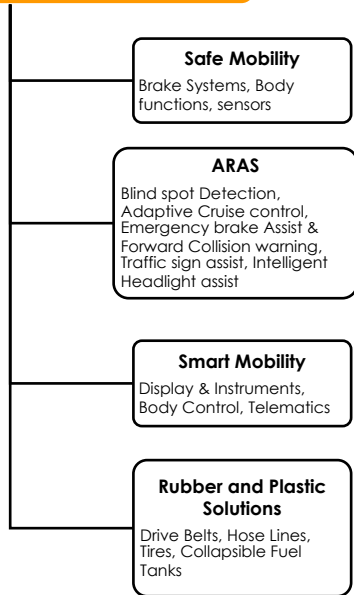 Safe Mobility
Brake Systems, Body
functions, sensors
ARAS
Blind spot Detection,
Adaptive Cruise control,
Emergency brake Assist &
Forward Collision warning,
Traffic sign assist, Intelligent
Headlight assist
Smart Mobility
Display & Instruments,
Body Control, Telematics
Rubber and Plastic
Solutions
Drive Belts, Hose Lines,
Tires, Collapsible Fuel
Tanks